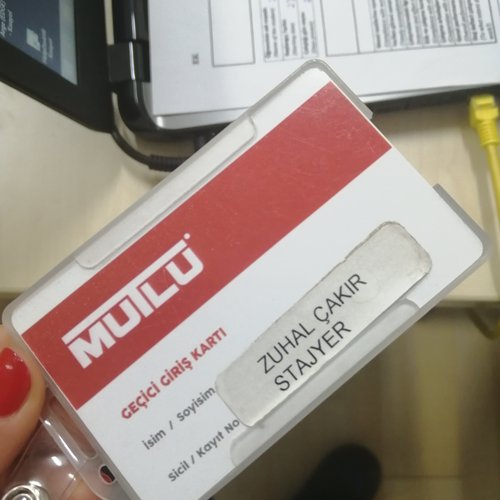 MUTLU
GEÇİCİ GİRİŞ KARTI
İsim / Soyisim
ZUHAL ÇAKIR
STAJYER
Sicil / Kayıt No